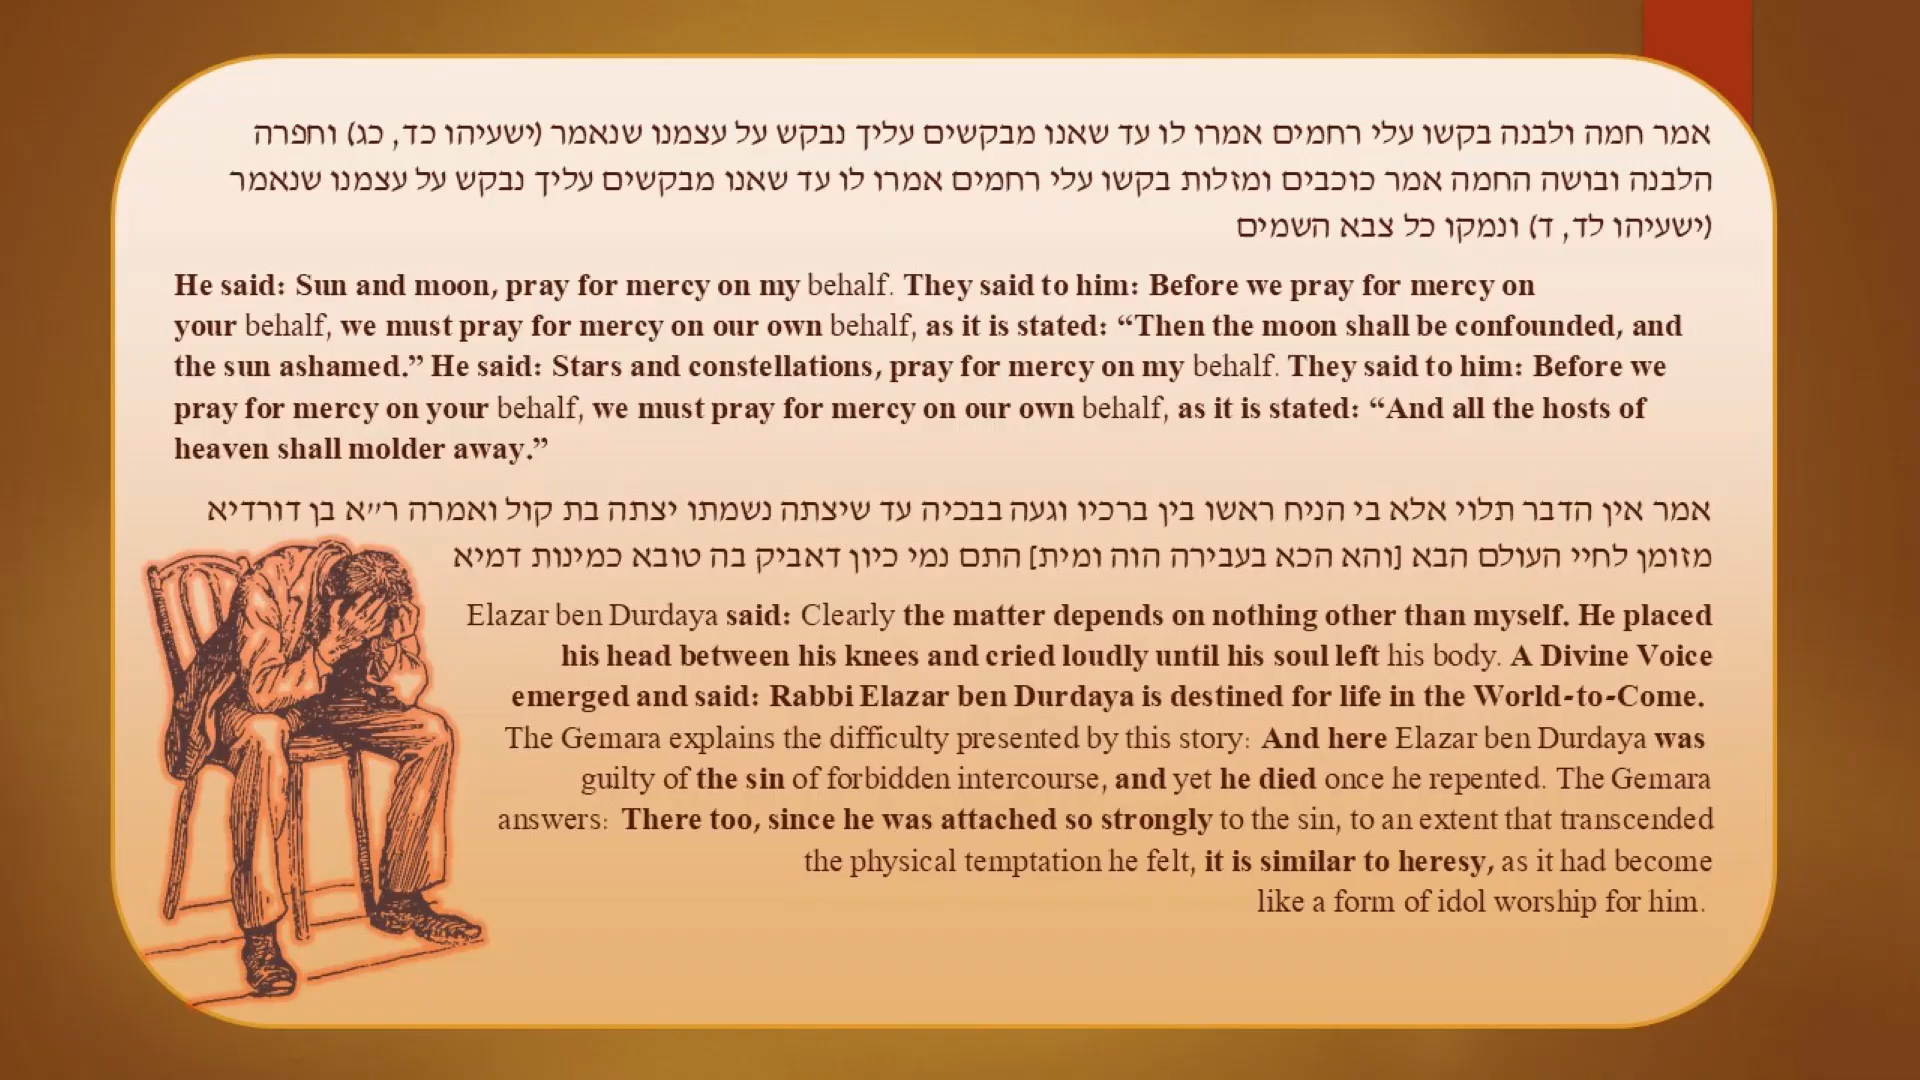 אמר חמה ולבנה בקשו עלי רחמים אמרו לו עד שאנו מבקשים עליך נבקש על עצמנו שנאמר (ישעיהו כד, כג) וחפרה
הלבנה ובושה החמה אמר כוכבים ומזלות בקשו עלי רחמים אמרו לו עד שאנו מבקשים עליך נבקש על עצמנו שנאמר
(ישעיהו לד, ד) ונמקו כל צבא השמים
He said: Sun and moon, pray for mercy on my behalf. They said to him: Before we pray for mercy on
your behalf, we must pray for mercy on our own behalf, as it is stated: “Then the moon shall be confounded, and
the sun ashamed.” He said: Stars and constellations, pray for mercy on my behalf. They said to him: Before we
pray for mercy on your behalf, we must pray for mercy on our own behalf, as it is stated: “And all the hosts of
heaven shall molder away.”
אמר אין הדבר תלוי אלא בי הניח ראשו בין ברכיו וגעה בבכיה עד שיצתה נשמתו יצתה בת קול ואמרה ר״א בן דורדיא
מזומן לחיי העולם הבא [והא הכא בעבירה הוה ומית] התם נמי כיון דאביק בה טובא כמינות דמיא
Elazar ben Durdaya said: Clearly the matter depends on nothing other than myself. He placed
his head between his knees and cried loudly until his soul left his body. A Divine Voice
emerged and said: Rabbi Elazar ben Durdaya is destined for life in the World-to-Come.
The Gemara explains the difficulty presented by this story: And here Elazar ben Durdaya was
guilty of the sin of forbidden intercourse, and yet he died once he repented. The Gemara
answers: There too, since he was attached so strongly to the sin, to an extent that transcended
the physical temptation he felt, it is similar to heresy, as it had become
like a form of idol worship for him.